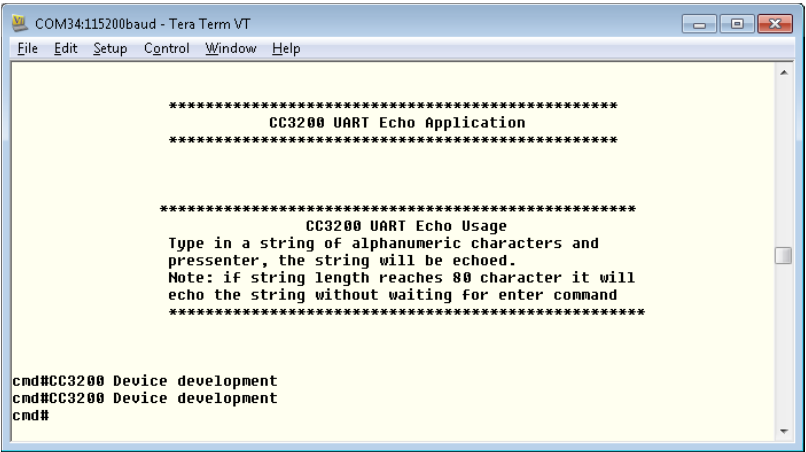 COM34:115200baud - Tera Term VT
File Edit Setup Control Window Help
*************************************************
CC3200 UART Echo Application
*************************************************
****************************************************
CC3200 UART Echo Usage
Type in a string of alphanumeric characters and
pressenter, the string will be echoed.
Note: if string length reaches 80 character it will
echo the string without waiting for enter command
****************************************************
cmd#CC3200 Device development
cmd#CC3200 Device development
cmd#